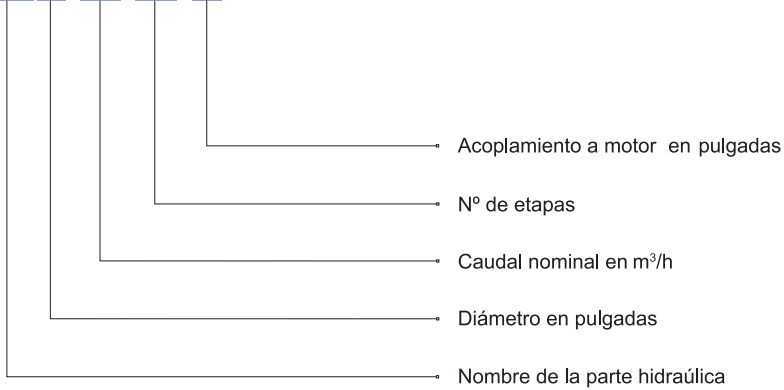 Acoplamiento a motor en pulgadas
Nº de etapas
Caudal nominal en m³/h
Diámetro en pulgadas
Nombre de la parte hidraúlica